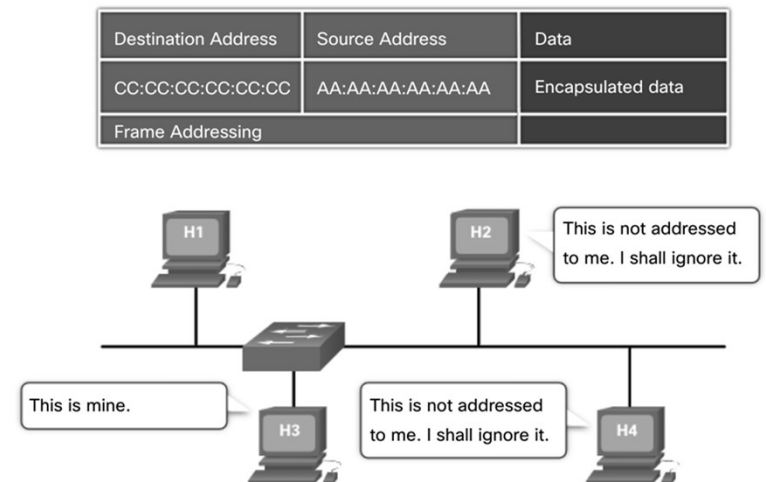 Destination Address Source Address Data
CC:CC:CC:CC:CC:CC AA:AA:AA:AA:AA:AA Encapsulated data
Frame Addressing
H1
H2
This is not addressed
to me. I shall ignore it.
This is mine.
H3
This is not addressed
to me. I shall ignore it.
H4